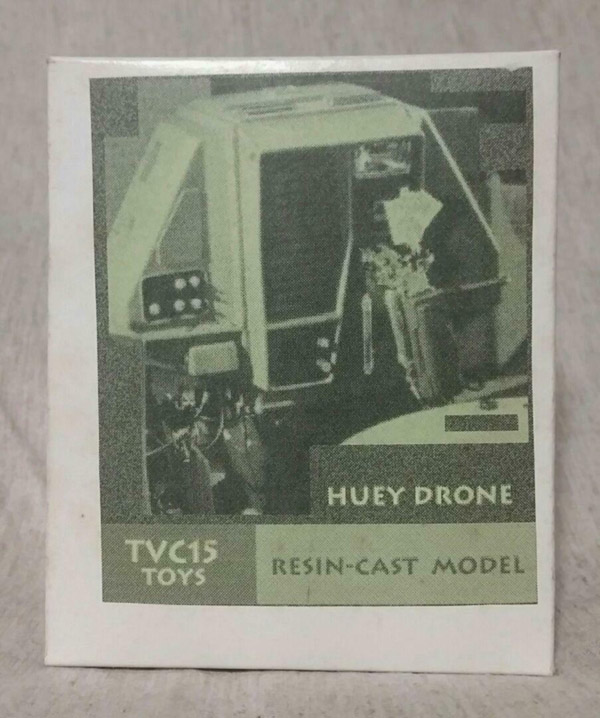 HUEY DRONE
TVC15
TOYS
RESIN-CAST MODEL